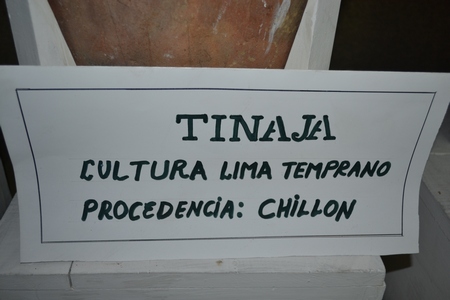 TINAJA
CULTURA LIMA TEMPRANO
PROCEDENCIA: CHILLON